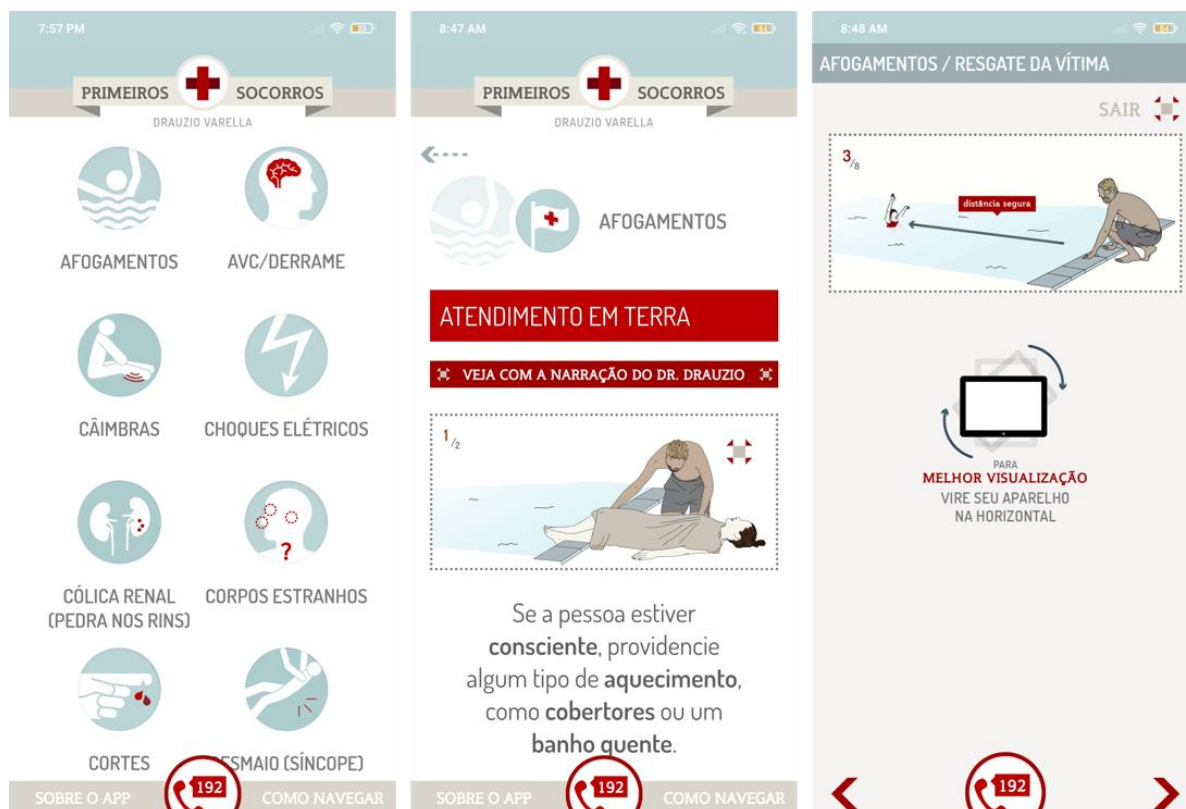 7:57 PM
PRIMEIROS SOCORROS
DRAUZIO VARELLA
AFOGAMENTOS
AVC/DERRAME
CÂIMBRAS
CHOQUES ELÉTRICOS
CÓLICA RENAL
(PEDRA NOS RINS)
CORPOS ESTRANHOS
?
CORTES
ESMAIO (SÍNCOPE)
SOBRE O APP
192
COMO NAVEGAR
8:47 AM
PRIMEIROS SOCORROS
DRAUZIO VARELLA
AFOGAMENTOS
ATENDIMENTO EM TERRA
VEJA COM A NARRAÇÃO DO DR. DRAUZIO
1/2
Se a pessoa estiver
consciente, providencie
algum tipo de aquecimento,
como cobertores ou um
banho quente.
SOBRE O APP
192
COMO NAVEGAR
8:48 AM
AFOGAMENTOS / RESGATE DA VÍTIMA
SAIR
3/8
distância segura
PARA
MELHOR VISUALIZAÇÃO
VIRE SEU APARELHO
NA HORIZONTAL
192